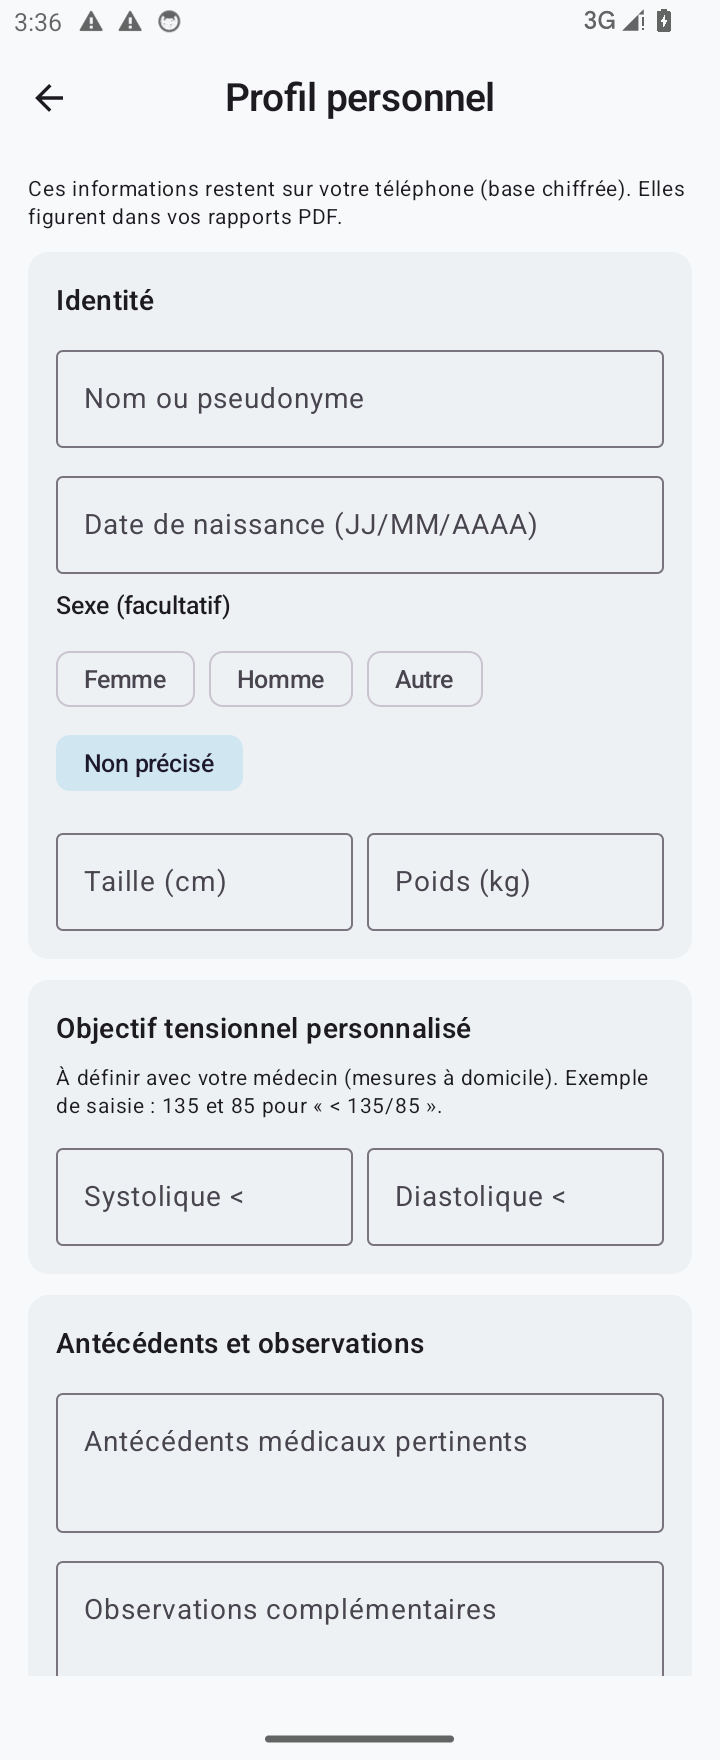 3:36
3G
Profil personnel
Ces informations restent sur votre téléphone (base chiffrée). Elles
figurent dans vos rapports PDF.
Identité
Nom ou pseudonyme
Date de naissance (JJ/MM/AAAA)
Sexe (facultatif)
Femme
Homme
Autre
Non précisé
Taille (cm)
Poids (kg)
Objectif tensionnel personnalisé
À définir avec votre médecin (mesures à domicile). Exemple
de saisie : 135 et 85 pour « < 135/85 ».
Systolique <
Diastolique <
Antécédents et observations
Antécédents médicaux pertinents
Observations complémentaires